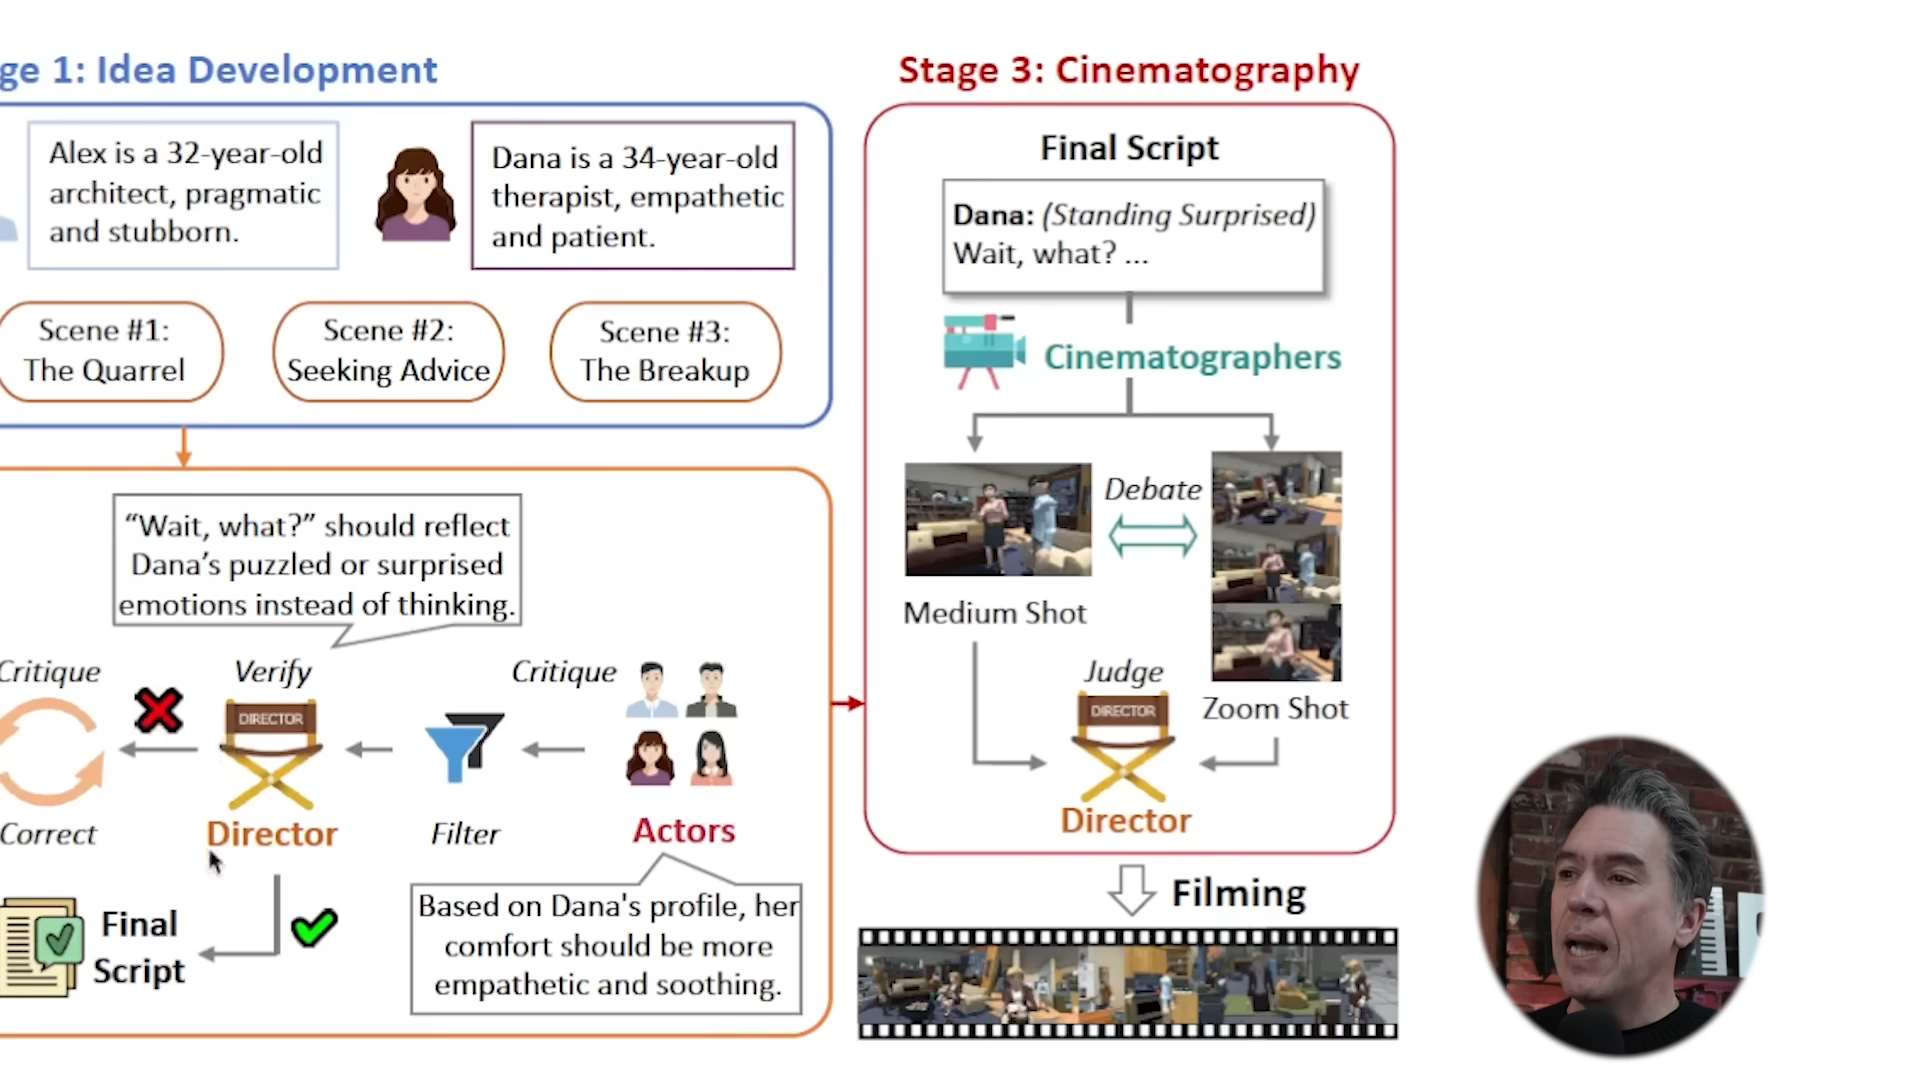 ge 1: Idea Development
Alex is a 32-year-old
architect, pragmatic
and stubborn.
Dana is a 34-year-old
therapist, empathetic
and patient.
Scene #1:
The Quarrel
Scene #2:
Seeking Advice
Scene #3:
The Breakup
“Wait, what?” should reflect
Dana’s puzzled or surprised
emotions instead of thinking.
Critique
Verify
Critique
DIRECTOR
Correct
Director
Filter
Actors
Final
Script
Based on Dana's profile, her
comfort should be more
empathetic and soothing.
Stage 3: Cinematography
Final Script
Dana: (Standing Surprised)
Wait, what? ...
Cinematographers
Debate
Medium Shot
Zoom Shot
Judge
DIRECTOR
Director
Filming